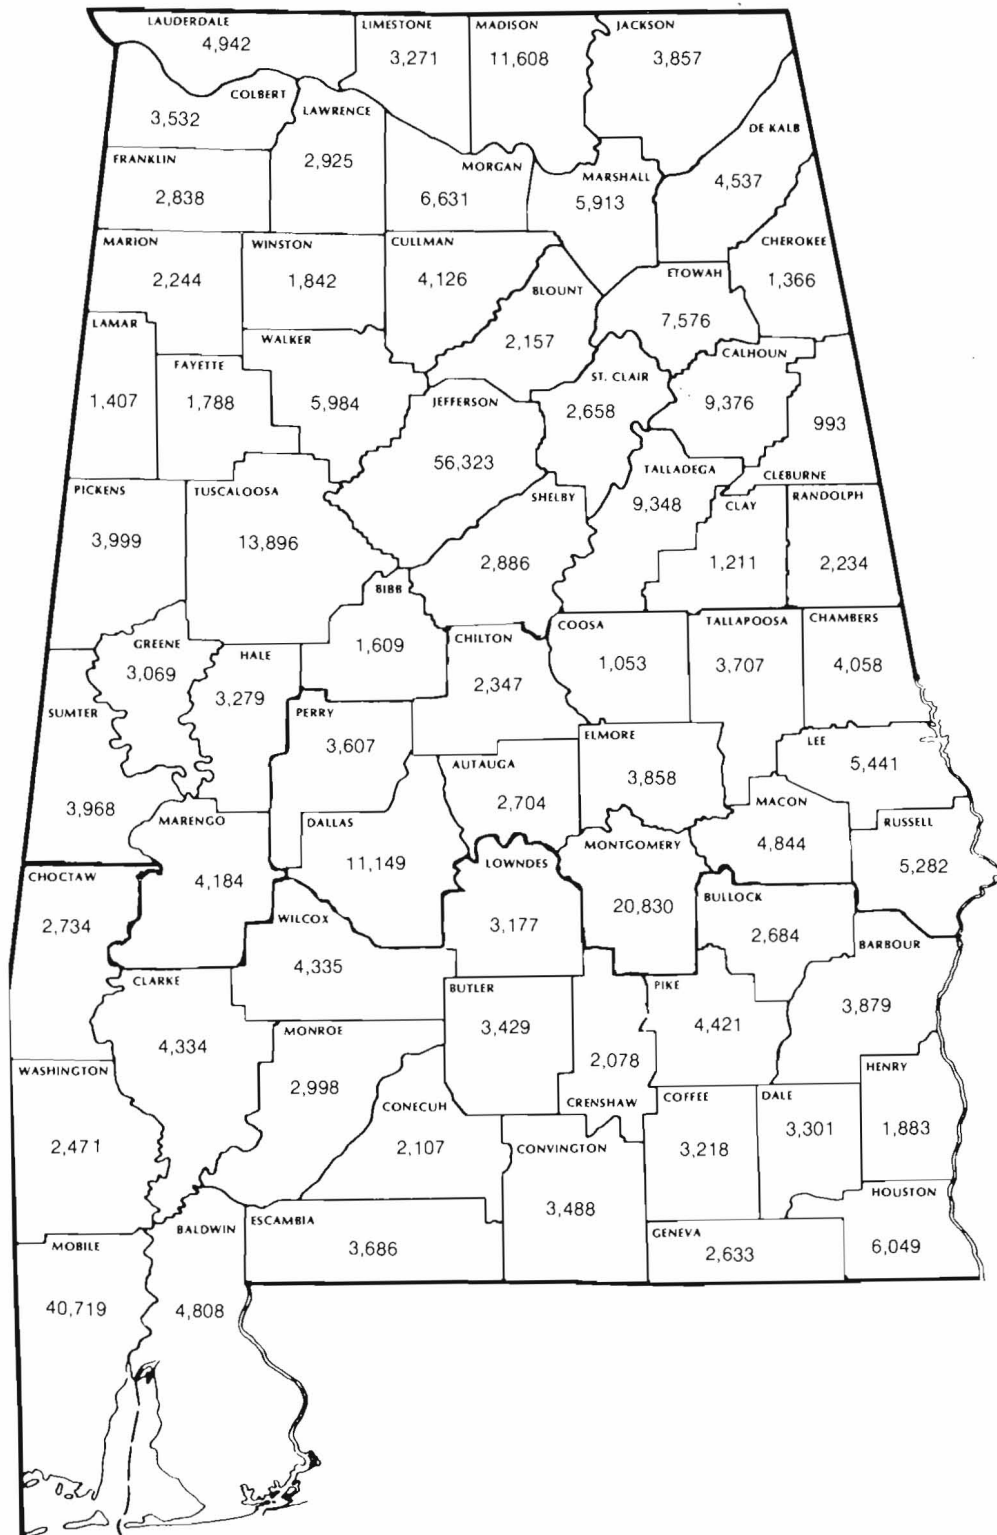 LAUDERDALE
4,942
LIMESTONE
3,271
MADISON
11,608
JACKSON
3,857
COLBERT
3,532
LAWRENCE
2,925
DE KALB
4,537
FRANKLIN
2,838
MORGAN
6,631
MARSHALL
5,913
MARION
2,244
WINSTON
1,842
CULLMAN
4,126
BLOUNT
2,157
ETOWAH
7,576
CHEROKEE
1,366
LAMAR
1,407
FAYETTE
1,788
WALKER
5,984
JEFFERSON
56,323
ST. CLAIR
2,658
CALHOUN
9,376
993
CLEBURNE
PICKENS
3,999
TUSCALOOSA
13,896
SHELBY
2,886
TALLADEGA
9,348
CLAY
1,211
RANDOLPH
2,234
BIBB
1,609
GREENE
3,069
HALE
3,279
CHILTON
2,347
COOSA
1,053
TALLAPOOSA
3,707
CHAMBERS
4,058
SUMTER
3,968
PERRY
3,607
AUTAUGA
2,704
ELMORE
3,858
LEE
5,441
MARENGO
4,184
DALLAS
11,149
LOWNDES
3,177
MONTGOMERY
20,830
MACON
4,844
RUSSELL
5,282
CHOCTAW
2,734
WILCOX
4,335
BULLOCK
2,684
BARBOUR
3,879
CLARKE
4,334
MONROE
2,998
BUTLER
3,429
2,078
CRENSHAW
PIKE
4,421
HENRY
1,883
WASHINGTON
2,471
CONECUH
2,107
CONVINGTON
3,488
COFFEE
3,218
DALE
3,301
HOUSTON
6,049
MOBILE
40,719
BALDWIN
4,808
ESCAMBIA
3,686
GENEVA
2,633